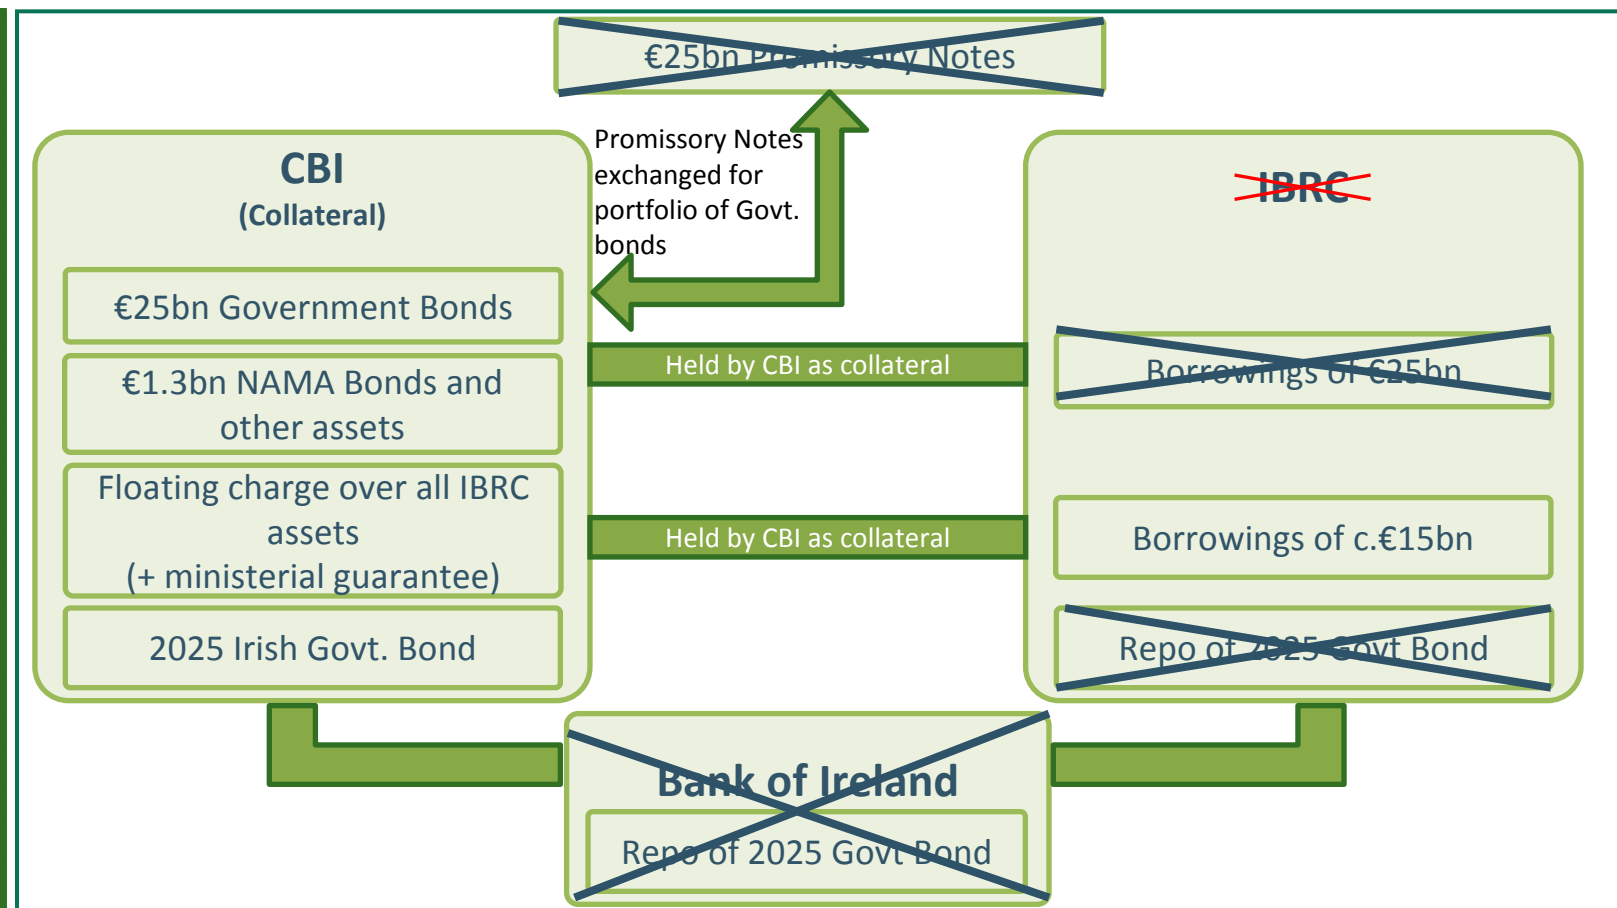 €25bn Promissory Notes
Promissory Notes
exchanged for
portfolio of Govt.
bonds
CBI
(Collateral)
€25bn Government Bonds
€1.3bn NAMA Bonds and
other assets
Floating charge over all IBRC
assets
(+ ministerial guarantee)
2025 Irish Govt. Bond
Held by CBI as collateral
Held by CBI as collateral
IBRC
Borrowings of €25bn
Borrowings of c.€15bn
Repo of 2025 Govt Bond
Bank of Ireland
Repo of 2025 Govt Bond